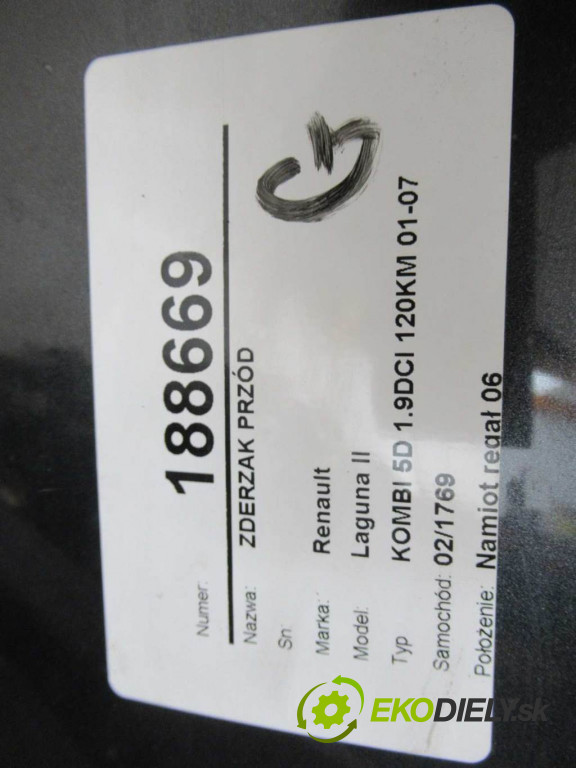 Numer: 188669
Nazwa: ZDERZAK PRZÓD
Sn:
Marka: Renault
Model: Laguna II
Typ KOMBI 5D 1.9DCI 120KM 01-07
Samochód: 02/1769
Położenie: Namiot regał 06
G
EKODIELY.sk